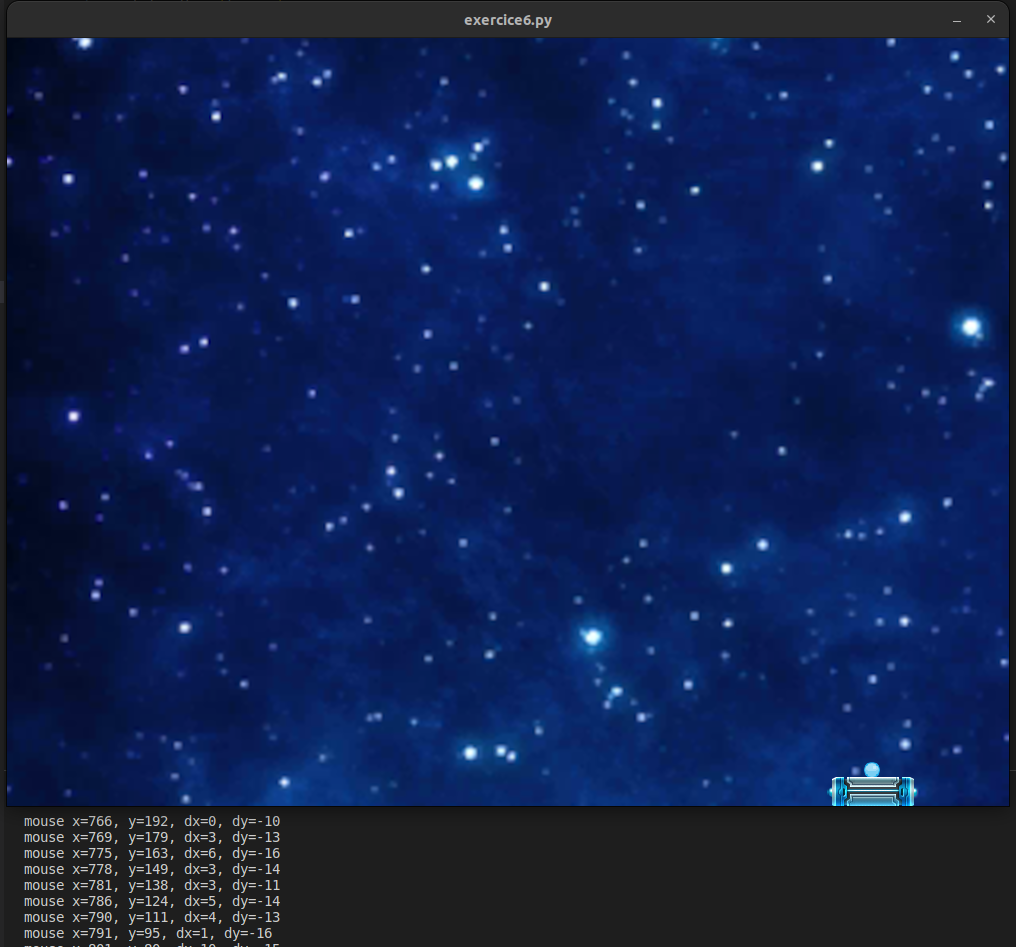 exercice6.py
mouse x=766, y=192, dx=0, dy=-10
mouse x=769, y=179, dx=3, dy=-13
mouse x=775, y=163, dx=6, dy=-16
mouse x=778, y=149, dx=3, dy=-14
mouse x=781, y=138, dx=3, dy=-11
mouse x=786, y=124, dx=5, dy=-14
mouse x=790, y=111, dx=4, dy=-13
mouse x=791, y=95, dx=1, dy=-16